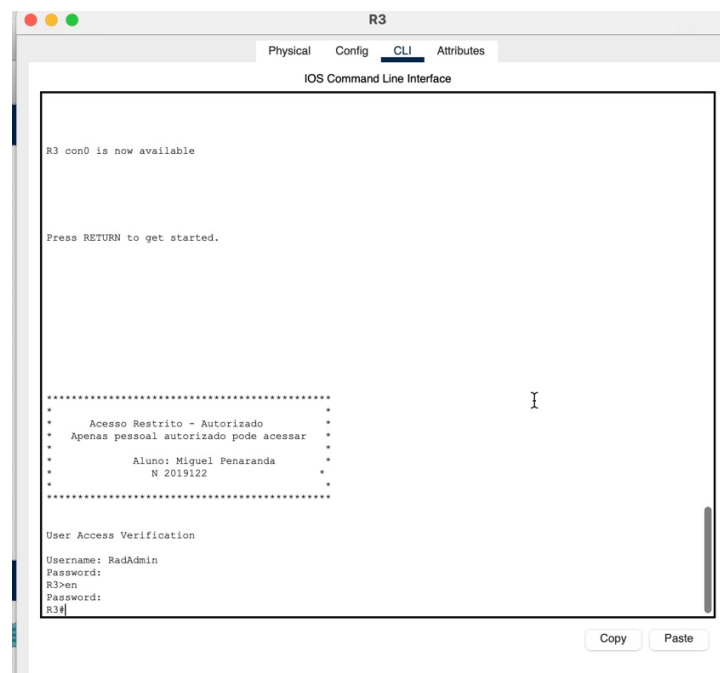 R3
Physical Config CLI Attributes
IOS Command Line Interface
R3 con0 is now available
Press RETURN to get started.
**********************************************
*                                            *
*      Acesso Restrito - Autorizado          *
*   Apenas pessoal autorizado pode acessar   *
*                                            *
*             Aluno: Miguel Penaranda        *
*                N 2019122                  *
*                                            *
**********************************************
User Access Verification
Username: RadAdmin
Password:
R3>en
Password:
R3#
Copy Paste